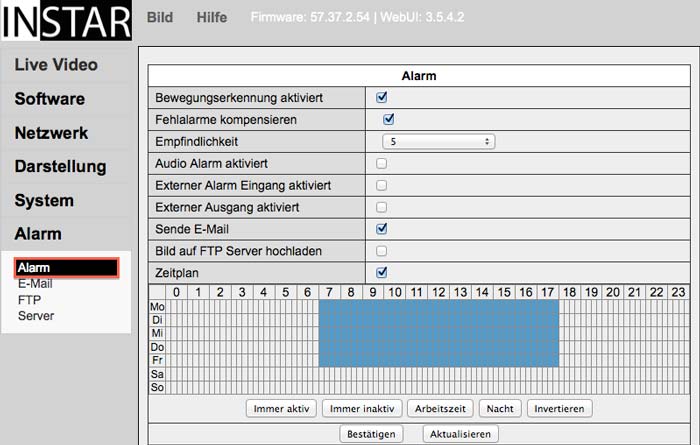 INSTAR
Bild Hilfe Firmware: 57.37.2.54 | WebUI: 3.5.4.2
Live Video
Software
Netzwerk
Darstellung
System
Alarm
Alarm
E-Mail
FTP
Server
Alarm
Bewegungserkennung aktiviert
Fehlalarme kompensieren
Empfindlichkeit 5
Audio Alarm aktiviert
Externer Alarm Eingang aktiviert
Externer Ausgang aktiviert
Sende E-Mail
Bild auf FTP Server hochladen
Zeitplan
0 1 2 3 4 5 6 7 8 9 10 11 12 13 14 15 16 17 18 19 20 21 22 23
Mo
Di
Mi
Do
Fr
Sa
So
Immer aktiv Immer inaktiv Arbeitszeit Nacht Invertieren
Bestätigen Aktualisieren